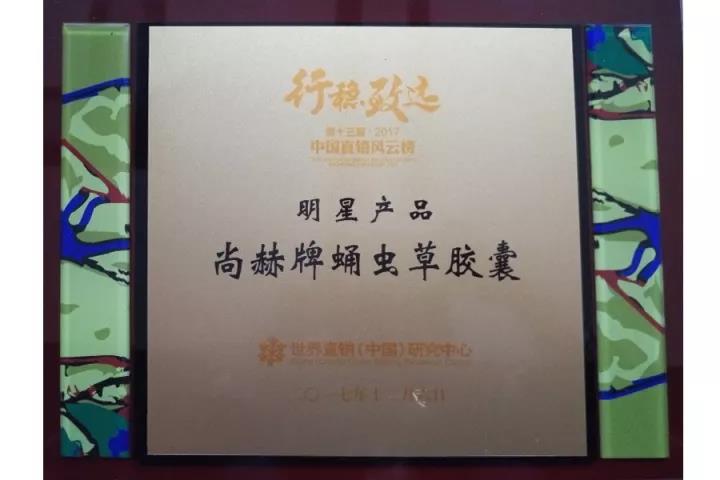 行稳致远
第十三届·2017
中国直销风云榜
明星产品
尚赫牌蛹虫草胶囊
世界直销(中国)研究中心